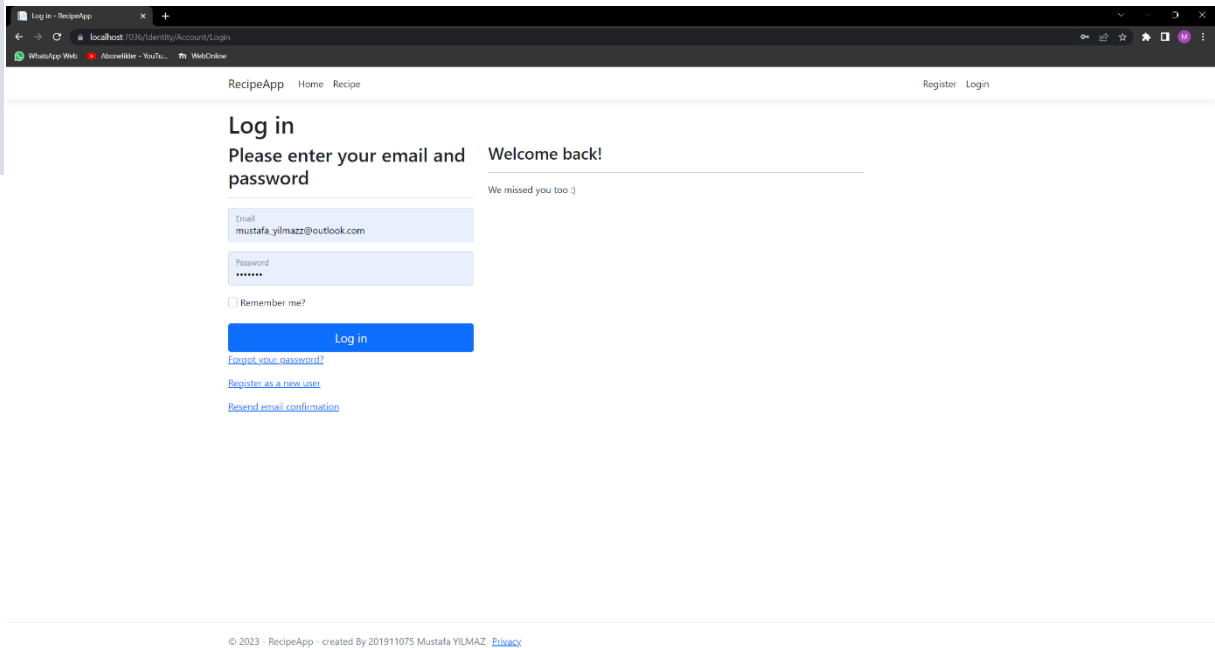 Log in - RecipeApp
localhost:7036/Identity/Account/Login
WhatsApp Web Abonelikler - YouTu... WebOnline
RecipeApp Home Recipe Register Login
Log in
Please enter your email and
password
Welcome back!
We missed you too :)
Email
mustafa_yilmazz@outlook.com
Password
•••••••
Remember me?
Log in
Forgot your password?
Register as a new user
Resend email confirmation
© 2023 - RecipeApp - created By 201911075 Mustafa YILMAZ -Privacy